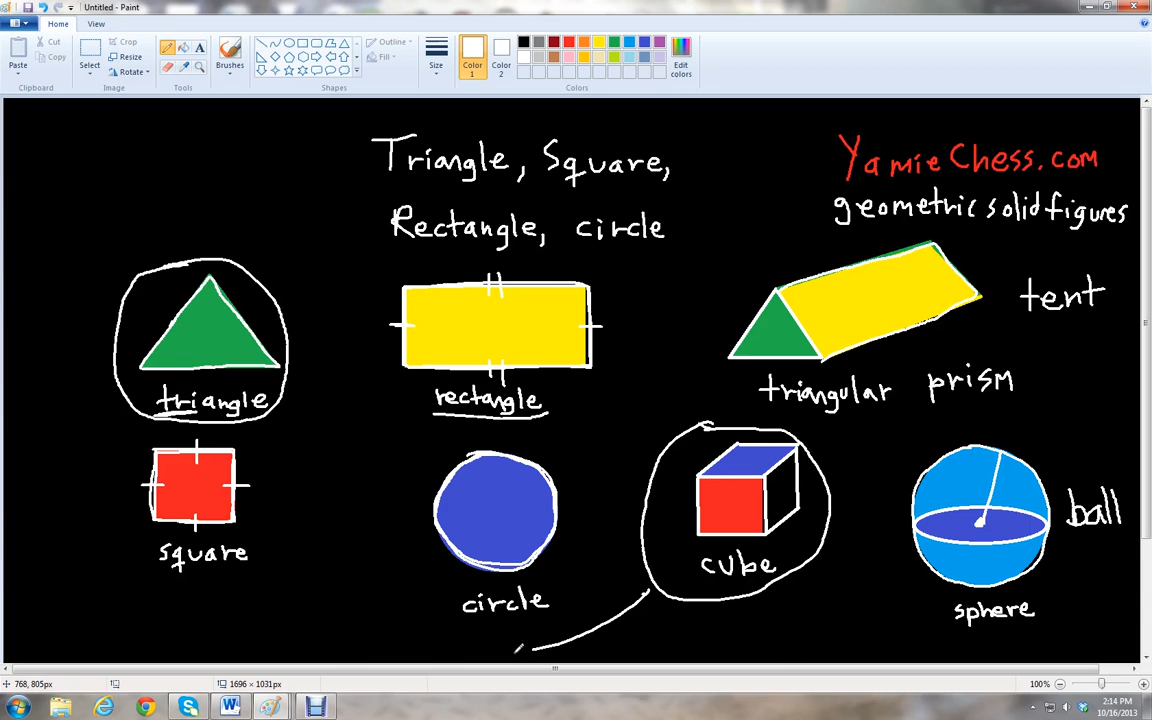 Untitled - Paint
Home View
Paste
Cut
Copy
Clipboard
Select
Crop
Resize
Rotate
Image
A
Tools
Brushes
Shapes
Outline
Fill
Size
Color 1
Color 2
Edit colors
Colors
Triangle, Square,
Rectangle, circle
YamieChess.com
geometric solid figures
tent
triangle
rectangle
triangular prism
square
circle
cube
ball
sphere
768, 805px
1696 × 1031px
100%
2:14 PM
10/16/2013